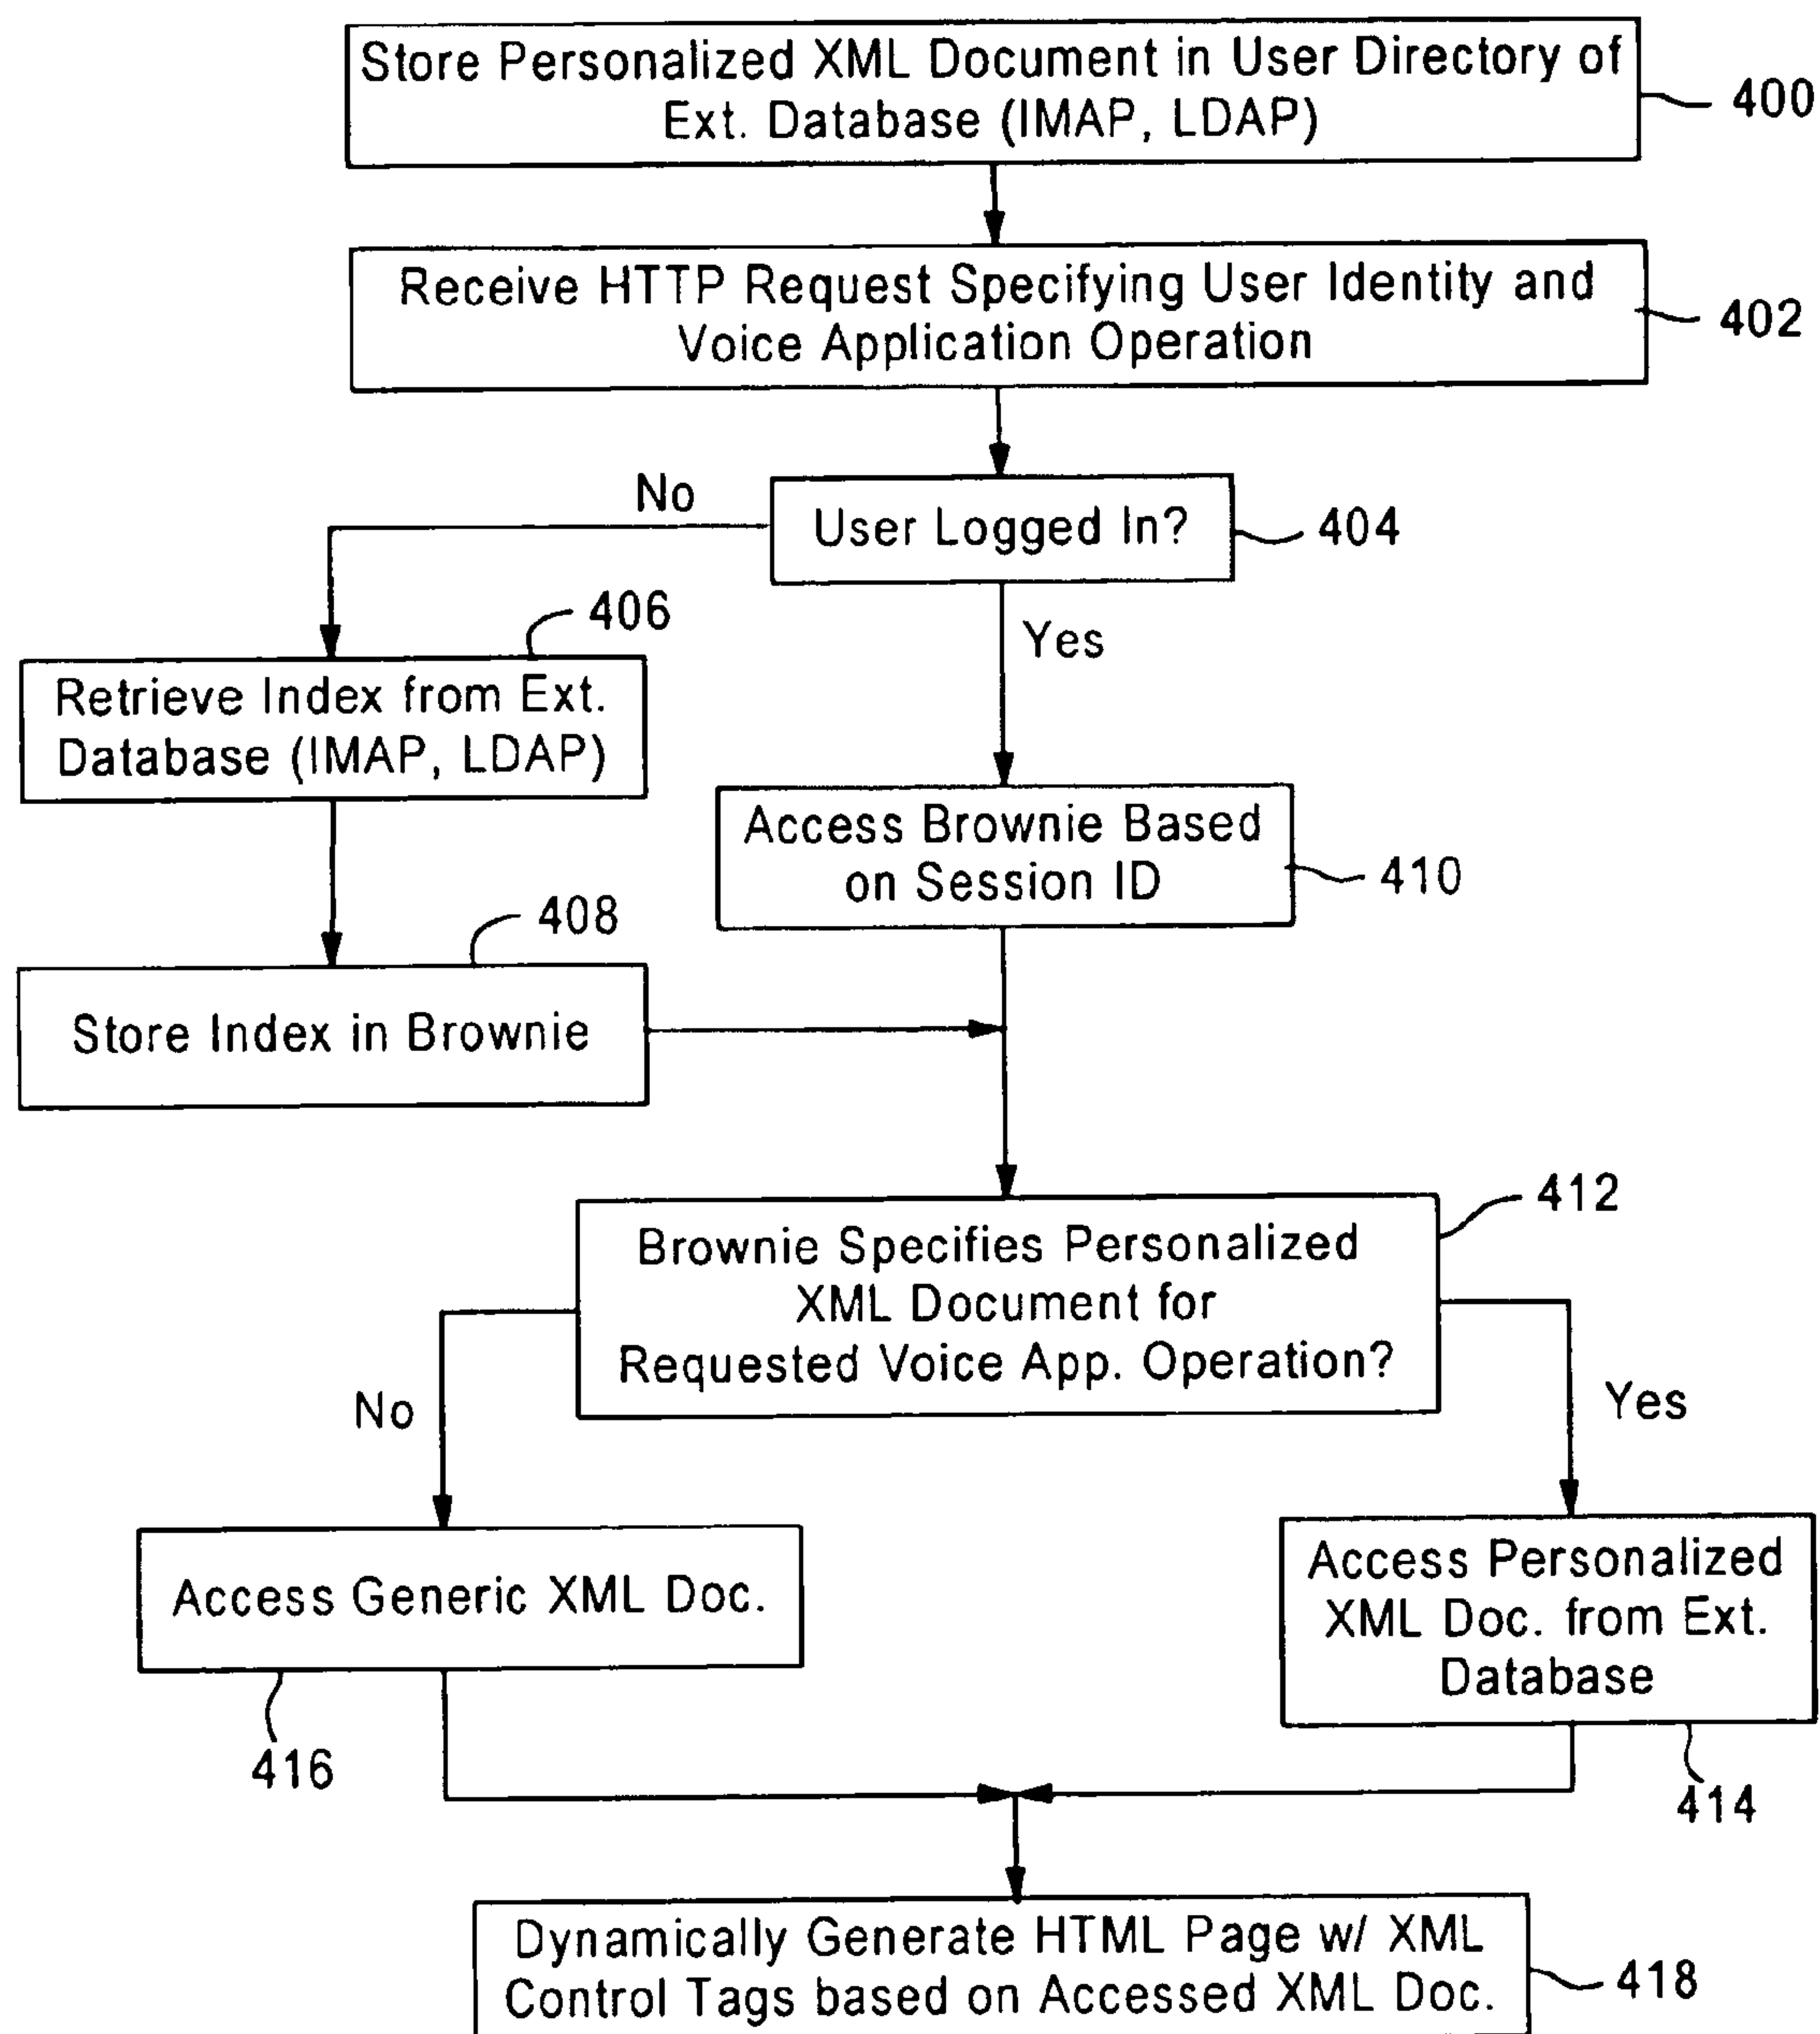 Store Personalized XML Document in User Directory of
Ext. Database (IMAP, LDAP)
400
Receive HTTP Request Specifying User Identity and
Voice Application Operation
402
No
User Logged In?
404
406
Yes
Retrieve Index from Ext.
Database (IMAP, LDAP)
Access Brownie Based
on Session ID
410
408
Store Index in Brownie
412
Brownie Specifies Personalized
XML Document for
Requested Voice App. Operation?
No
Yes
Access Generic XML Doc.
Access Personalized
XML Doc. from Ext.
Database
416
414
Dynamically Generate HTML Page w/ XML
Control Tags based on Accessed XML Doc.
418